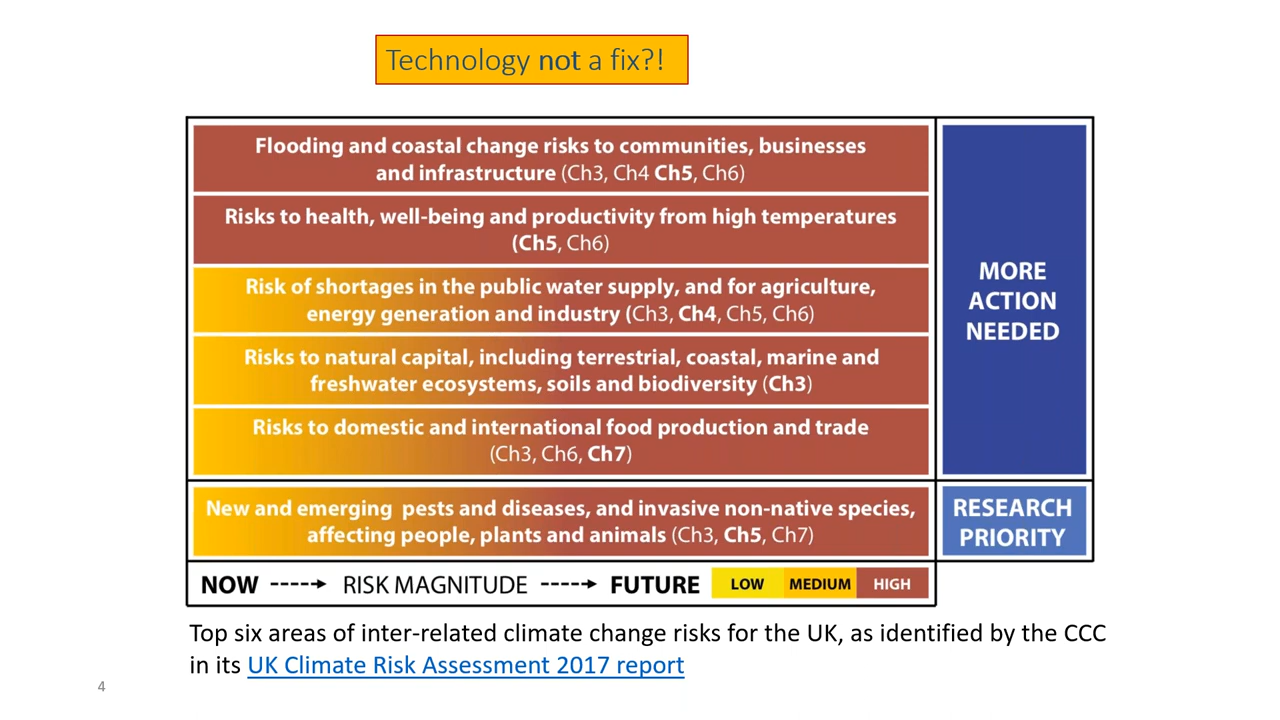 Technology not a fix?!
Flooding and coastal change risks to communities, businesses
and infrastructure (Ch3, Ch4 Ch5, Ch6)
Risks to health, well-being and productivity from high temperatures
(Ch5, Ch6)
Risk of shortages in the public water supply, and for agriculture,
energy generation and industry (Ch3, Ch4, Ch5, Ch6)
Risks to natural capital, including terrestrial, coastal, marine and
freshwater ecosystems, soils and biodiversity (Ch3)
Risks to domestic and international food production and trade
(Ch3, Ch6, Ch7)
MORE
ACTION
NEEDED
New and emerging pests and diseases, and invasive non-native species,
affecting people, plants and animals (Ch3, Ch5, Ch7)
RESEARCH
PRIORITY
NOW RISK MAGNITUDE FUTURE LOW MEDIUM HIGH
Top six areas of inter-related climate change risks for the UK, as identified by the CCC
in its UK Climate Risk Assessment 2017 report
4